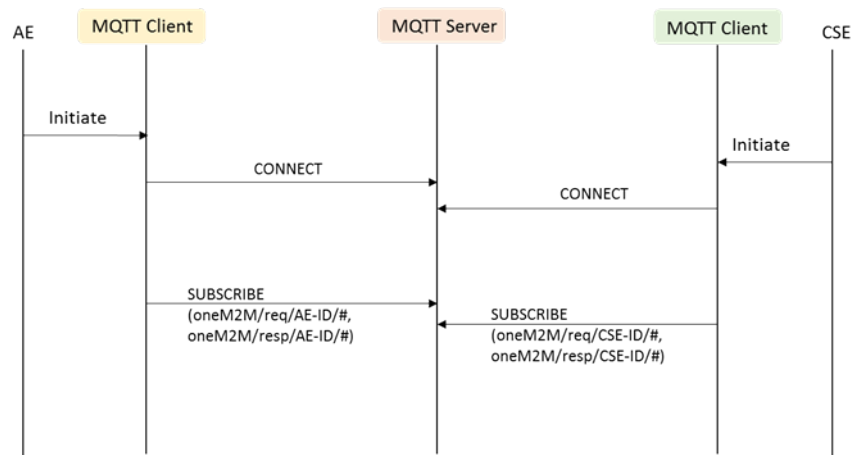 AE
MQTT Client
MQTT Server
MQTT Client
CSE
Initiate
Initiate
CONNECT
CONNECT
SUBSCRIBE
(oneM2M/req/AE-ID/#,
oneM2M/resp/AE-ID/#)
SUBSCRIBE
(oneM2M/req/CSE-ID/#,
oneM2M/resp/CSE-ID/#)